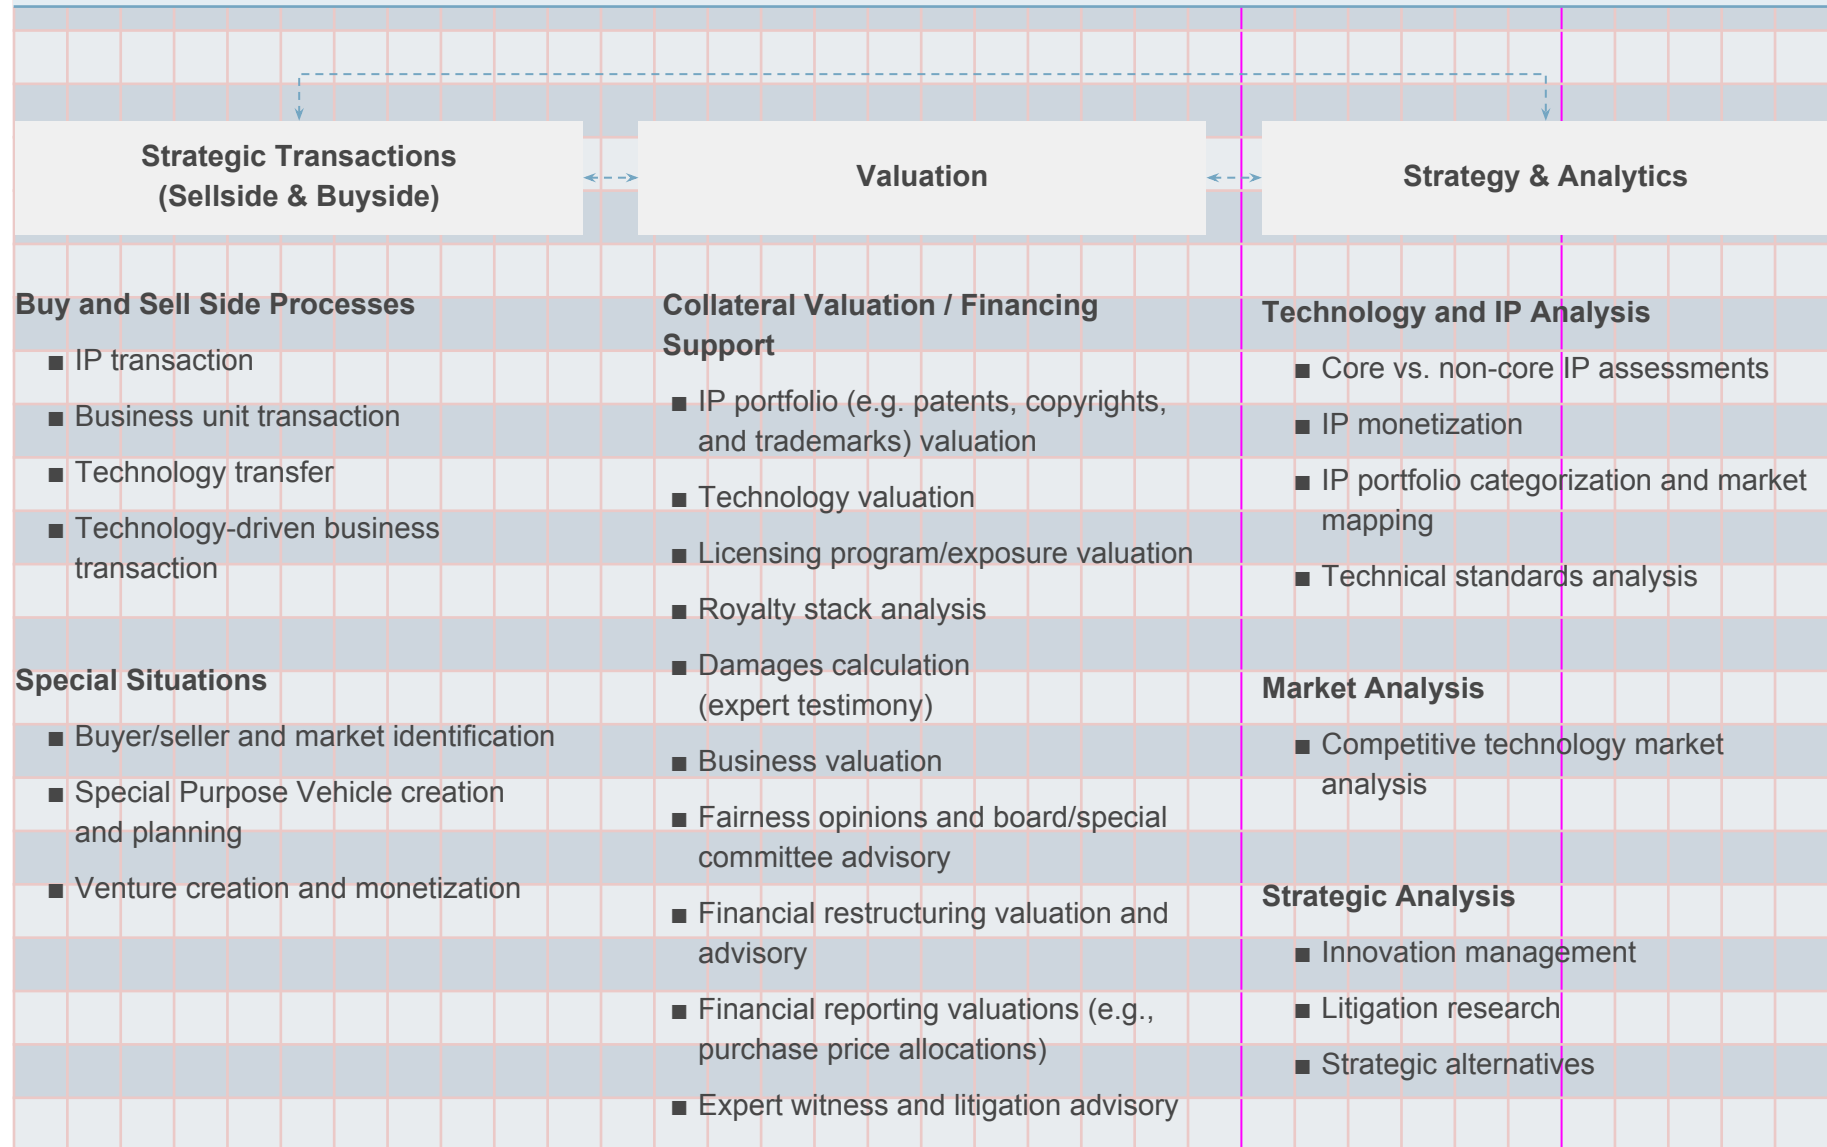 Strategic Transactions
(Sellside & Buyside)
Valuation
Strategy & Analytics
Buy and Sell Side Processes
■ IP transaction
■ Business unit transaction
■ Technology transfer
■ Technology-driven business
transaction
Special Situations
■ Buyer/seller and market identification
■ Special Purpose Vehicle creation
and planning
■ Venture creation and monetization
Collateral Valuation / Financing
Support
■ IP portfolio (e.g. patents, copyrights,
and trademarks) valuation
■ Technology valuation
■ Licensing program/exposure valuation
■ Royalty stack analysis
■ Damages calculation
(expert testimony)
■ Business valuation
■ Fairness opinions and board/special
committee advisory
■ Financial restructuring valuation and
advisory
■ Financial reporting valuations (e.g.,
purchase price allocations)
■ Expert witness and litigation advisory
Technology and IP Analysis
■ Core vs. non-core IP assessments
■ IP monetization
■ IP portfolio categorization and market
mapping
■ Technical standards analysis
Market Analysis
■ Competitive technology market
analysis
Strategic Analysis
■ Innovation management
■ Litigation research
■ Strategic alternatives